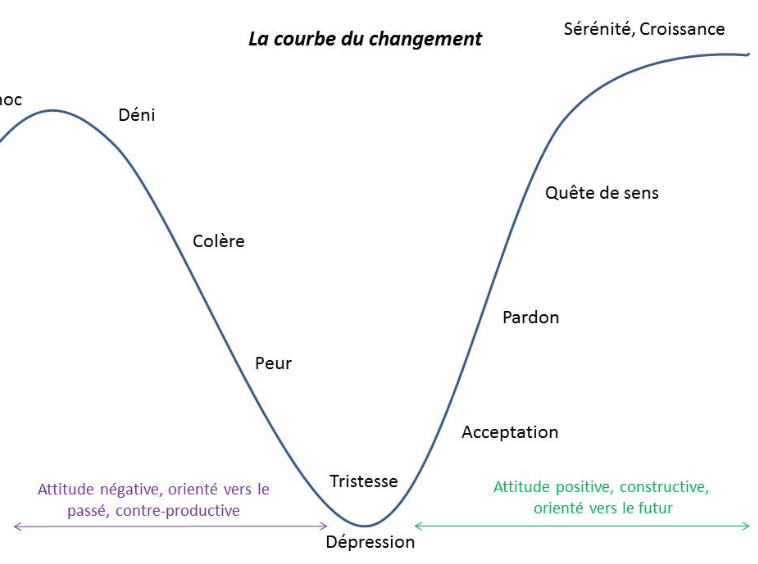 La courbe du changement
Sérénité, Croissance
hoc
Déni
Quête de sens
Colère
Pardon
Peur
Acceptation
Tristesse
Attitude négative, orienté vers le
passé, contre-productive
Attitude positive, constructive,
orienté vers le futur
Dépression